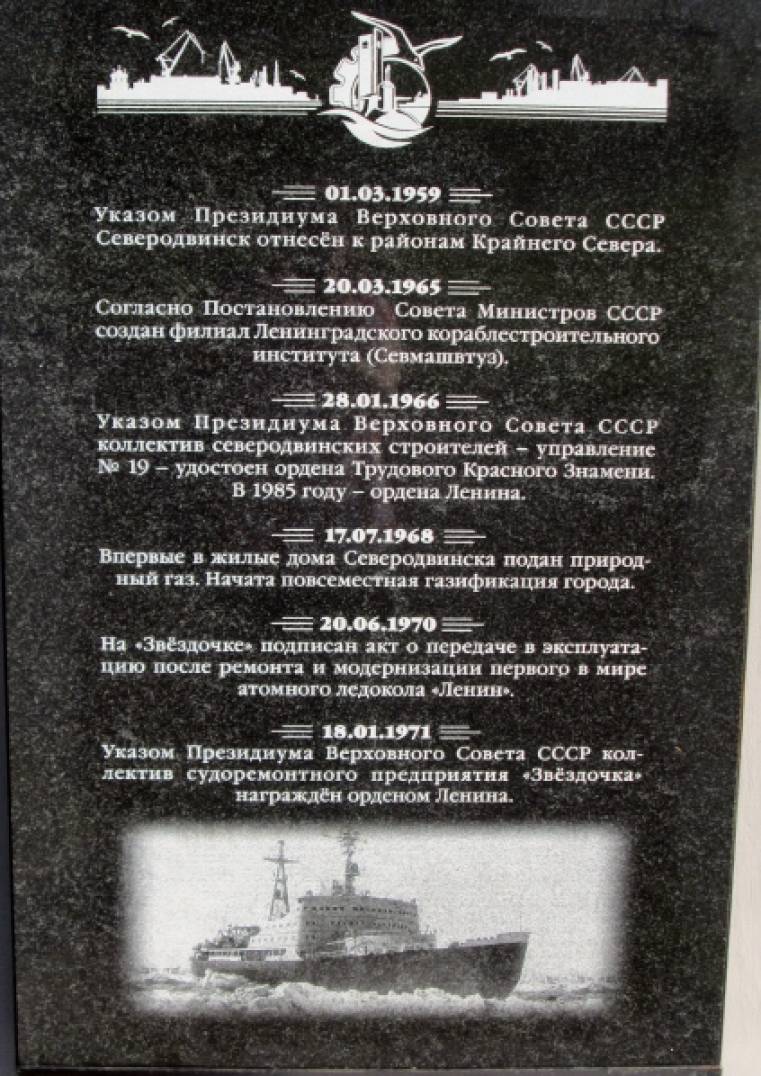 01.03.1959
Указом Президиума Верховного Совета СССР
Северодвинск отнесён к районам Крайнего Севера.
20.03.1965
Согласно Постановлению Совета Министров СССР
создан филиал Ленинградского кораблестроительного
института (Севмашвтуз).
28.01.1966
Указом Президиума Верховного Совета СССР
коллектив северодвинских строителей – управление
№ 19 – удостоен ордена Трудового Красного Знамени.
В 1985 году – ордена Ленина.
17.07.1968
Впервые в жилые дома Северодвинска подан природ-
ный газ. Начата повсеместная газификация города.
20.06.1970
На «Звёздочке» подписан акт о передаче в эксплуата-
цию после ремонта и модернизации первого в мире
атомного ледокола «Ленин».
18.01.1971
Указом Президиума Верховного Совета СССР кол-
лектив судоремонтного предприятия «Звёздочка»
награждён орденом Ленина.